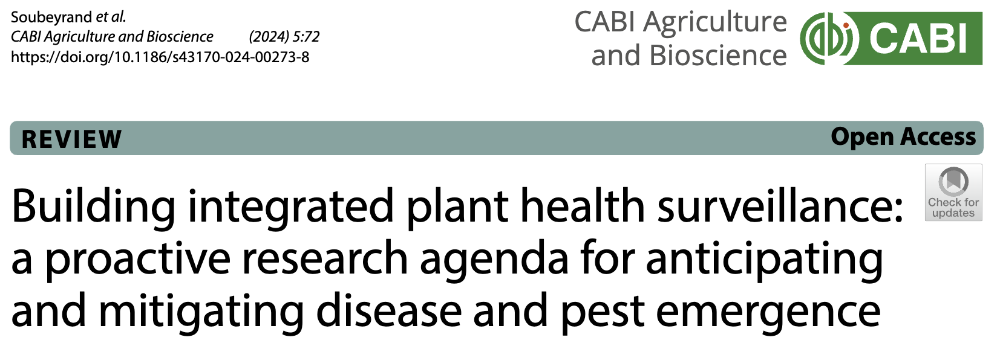 Soubeyrand et al.
CABI Agriculture and Bioscience (2024) 5:72
https://doi.org/10.1186/s43170-024-00273-8
CABI Agriculture
and Bioscience
CABI
REVIEW
Open Access
Building integrated plant health surveillance:
a proactive research agenda for anticipating
and mitigating disease and pest emergence
Check for
updates